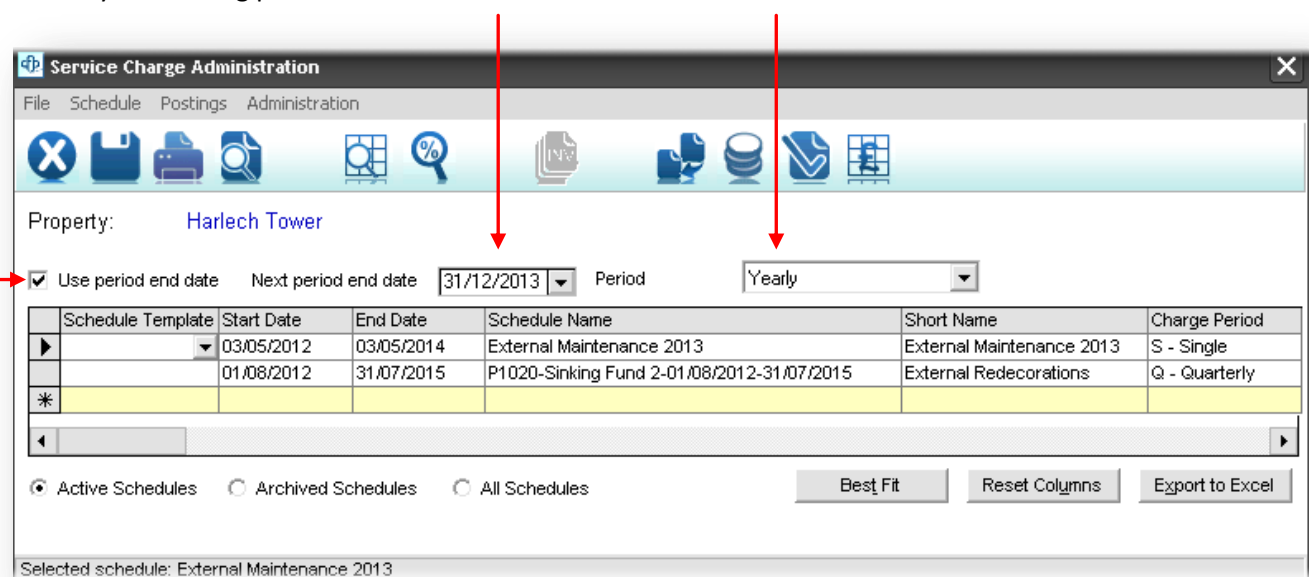 Service Charge Administration
File Schedule Postings Administration
INV
Property: Harlech Tower
Use period end date Next period end date 31/12/2013 Period Yearly
Schedule Template Start Date End Date Schedule Name Short Name Charge Period
03/05/2012 03/05/2014 External Maintenance 2013 External Maintenance 2013 S - Single
01/08/2012 31/07/2015 P1020-Sinking Fund 2-01/08/2012-31/07/2015 External Redecorations Q - Quarterly
Active Schedules Archived Schedules All Schedules Best Fit Reset Columns Export to Excel
Selected schedule: External Maintenance 2013